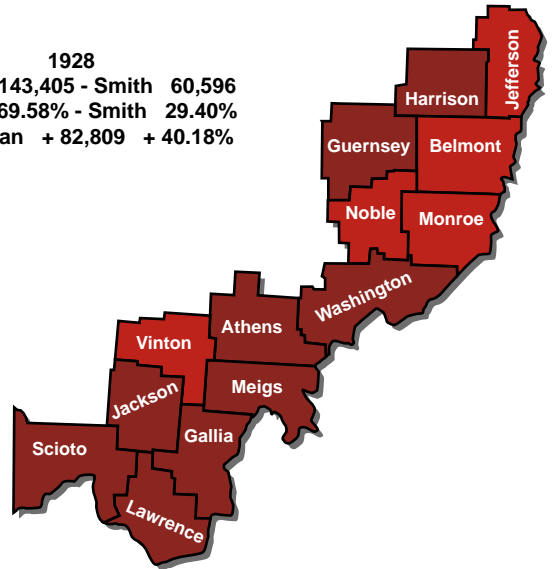 1928
143,405 - Smith 60,596
69.58% - Smith 29.40%
an + 82,809 + 40.18%
Jefferson
Harrison
Guernsey
Belmont
Noble
Monroe
Washington
Athens
Vinton
Meigs
Jackson
Gallia
Scioto
Lawrence